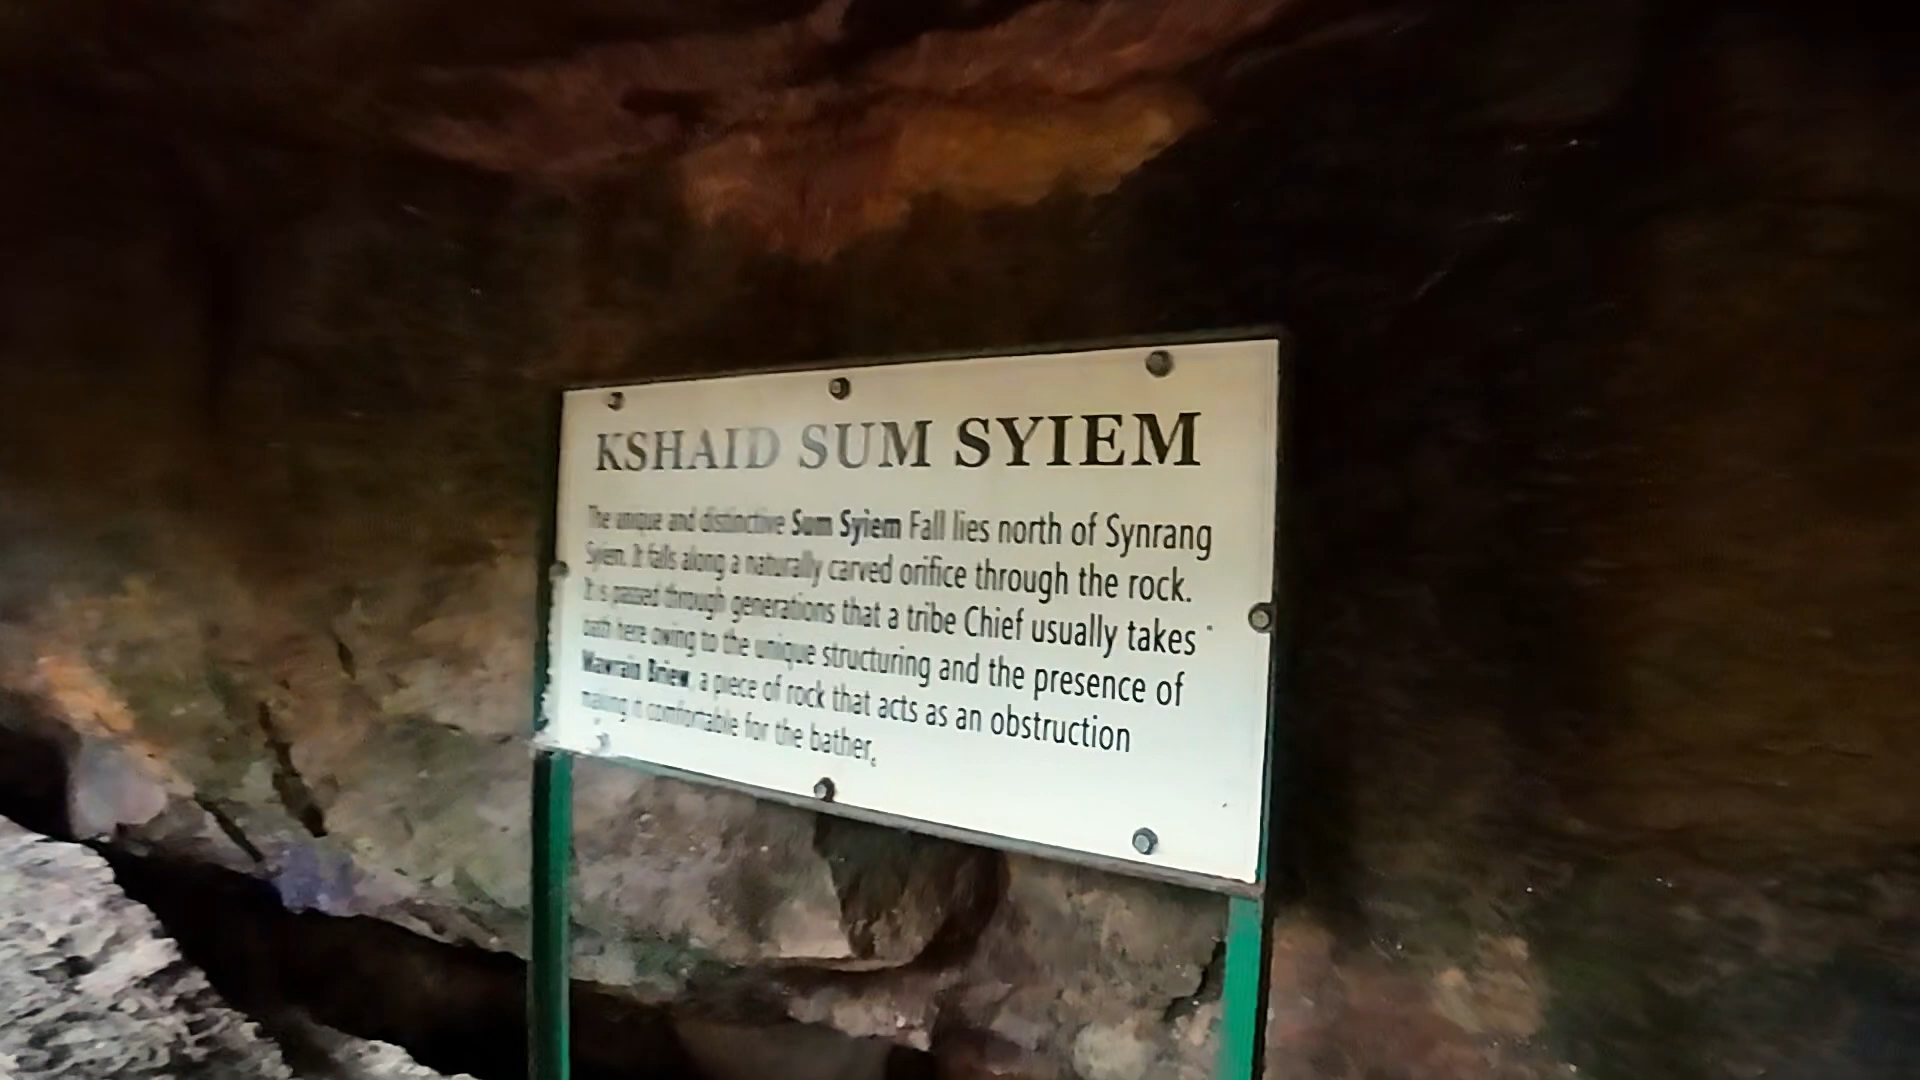 KSHAID SUM SYIEM
The unique and distinctive Sum Syiem Fall lies north of Synrang
Syiem. It falls along a naturally carved orifice through the rock.
It is passed through generations that a tribe Chief usually takes
bath here owing to the unique structuring and the presence of
Mawrain Briew, a piece of rock that acts as an obstruction
making it comfortable for the bather.